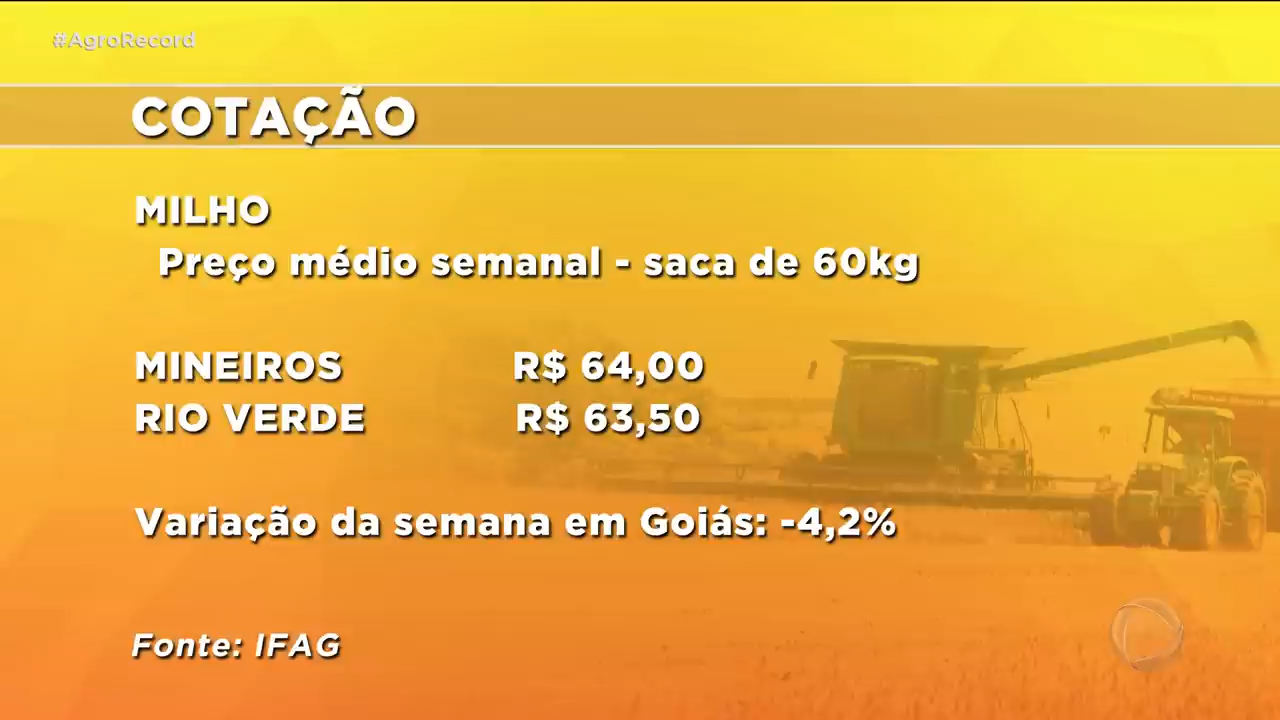 #AgroRecord
COTAÇÃO
MILHO
Preço médio semanal - saca de 60kg
MINEIROS R$ 64,00
RIO VERDE R$ 63,50
Variação da semana em Goiás: -4,2%
Fonte: IFAG